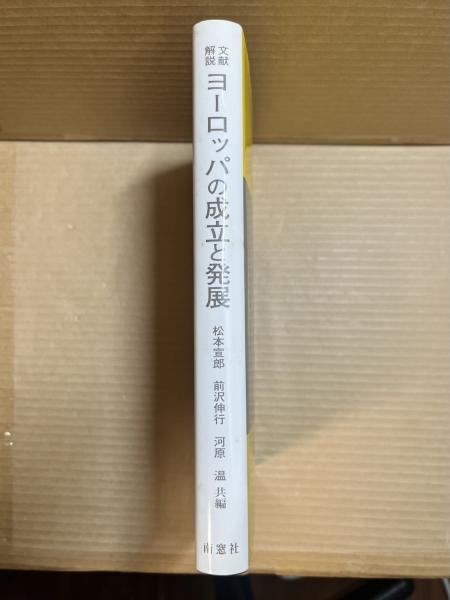 文献
解説
ヨーロッパの成立と発展
松本宣郎 前沢伸行 河原 温 共編
南窓社